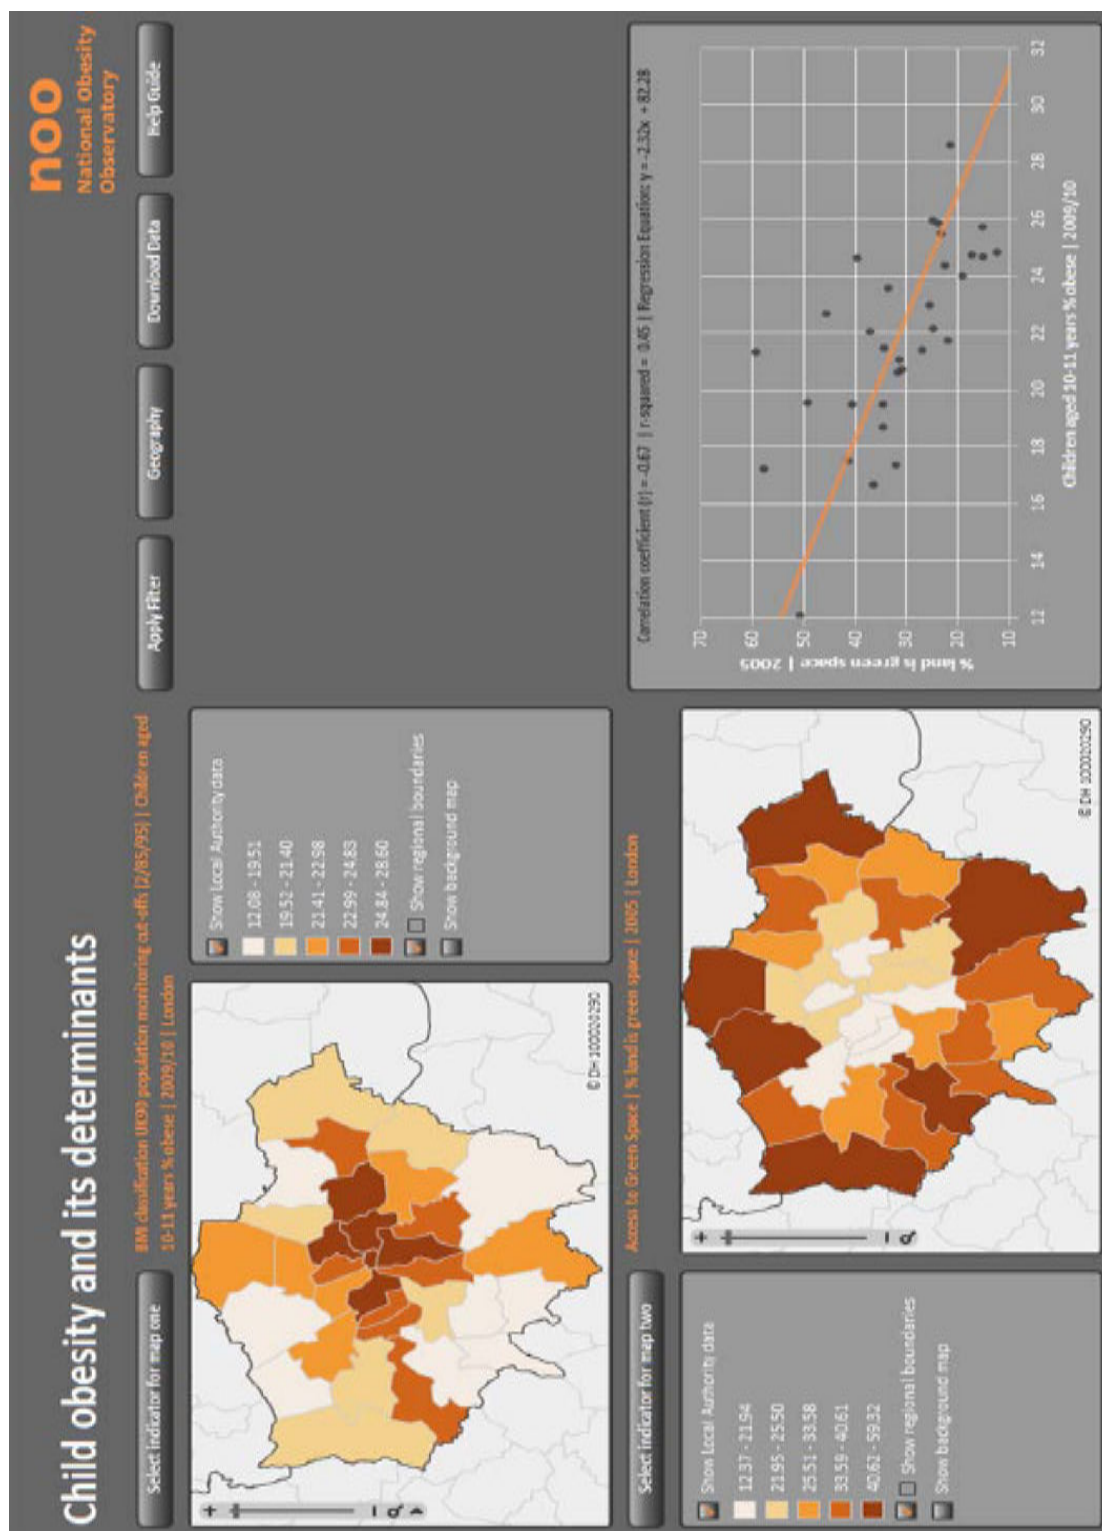 Child obesity and its determinants
noo
National Obesity
Observatory
Select indicator for map one
BMI classification (UK90 population monitoring cut-offs (2/85/95) | Children aged
10-11 years % obese | 2009/10 | London
Apply Filter
Geography
Download Data
Help Guide
© DH 100020290
Show Local Authority data
12.08 - 19.51
19.52 - 21.40
21.41 - 22.98
22.99 - 24.83
24.84 - 28.60
Show regional boundaries
Show background map
Select indicator for map two
Access to Green Space | % land is green space | 2005 | London
Show Local Authority data
12.37 - 21.94
21.95 - 25.50
25.51 - 33.58
33.59 - 40.61
40.62 - 59.32
Show regional boundaries
Show background map
© DH 100020290
Correlation coefficient (r) = -0.67 | r-squared = 0.45 | Regression Equation: y = -2.32x + 82.28
% land is green space | 2005
70
60
50
40
30
20
10
12 14 16 18 20 22 24 26 28 30 32
Children aged 10-11 years % obese | 2009/10